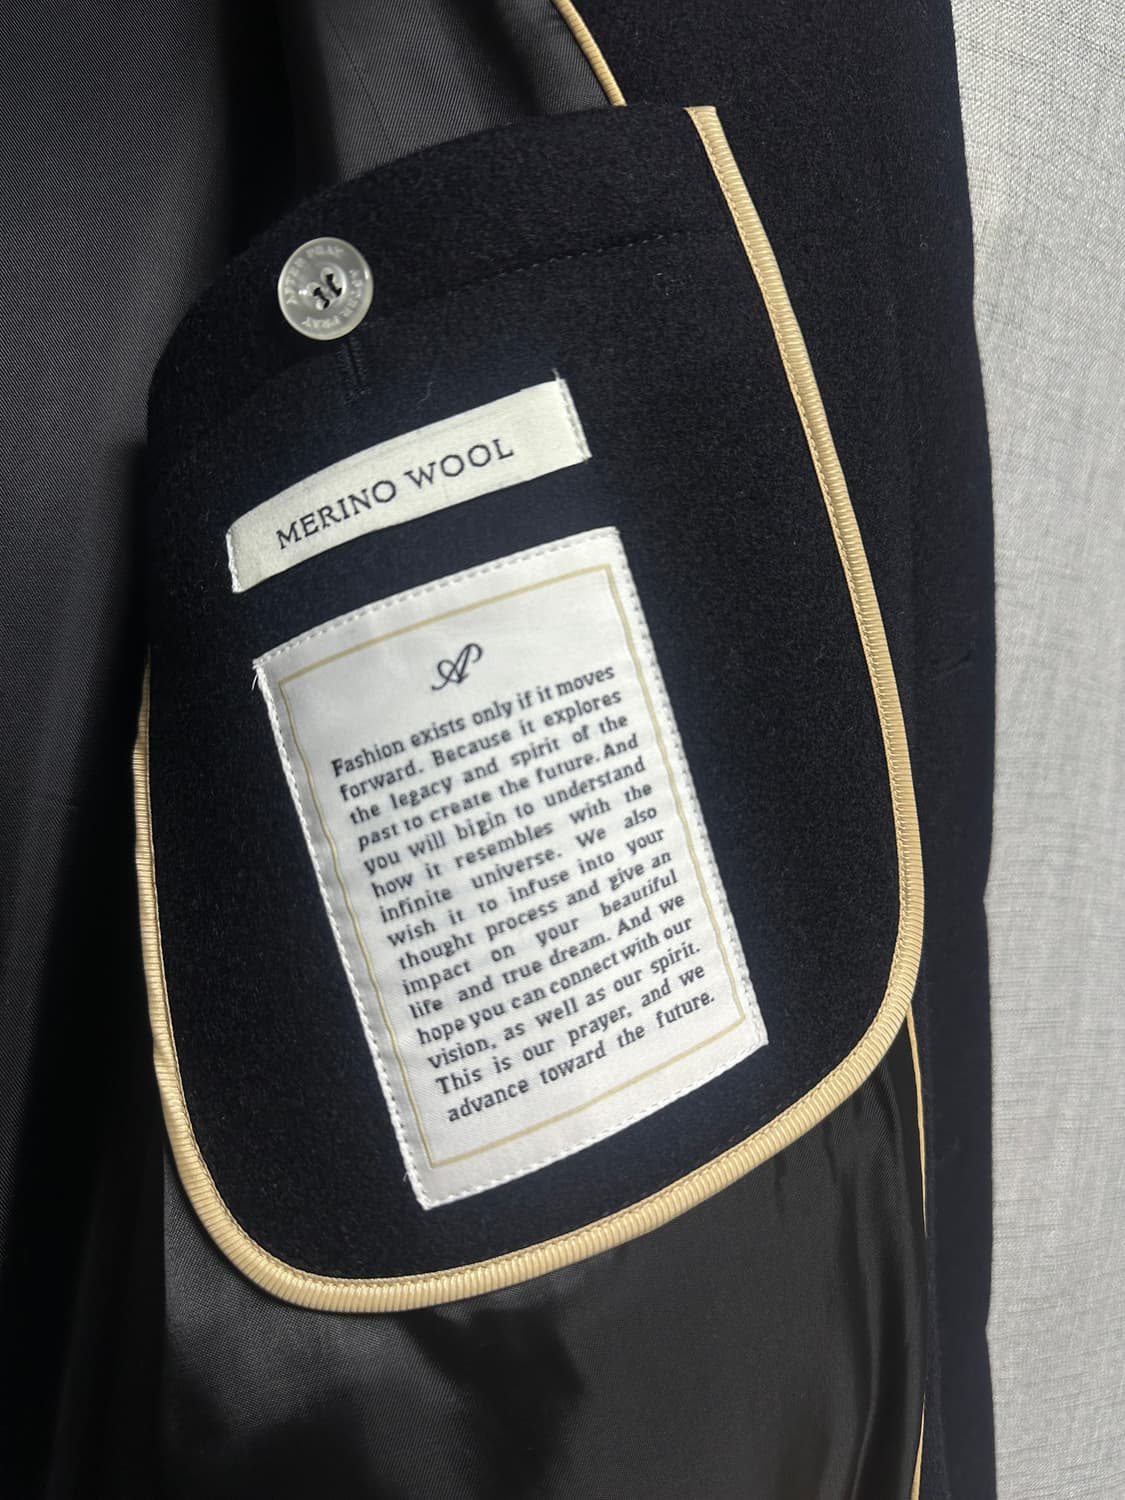 AFTER PRAY AFTER PRAY
MERINO WOOL
AP
Fashion exists only if it moves
forward. Because it explores
the legacy and spirit of the
past to create the future. And
you will bigin to understand
how it resembles with the
infinite universe. We also
wish it to infuse into your
thought process and give an
impact on your beautiful
life and true dream. And we
hope you can connect with our
vision, as well as our spirit.
This is our prayer, and we
advance toward the future.